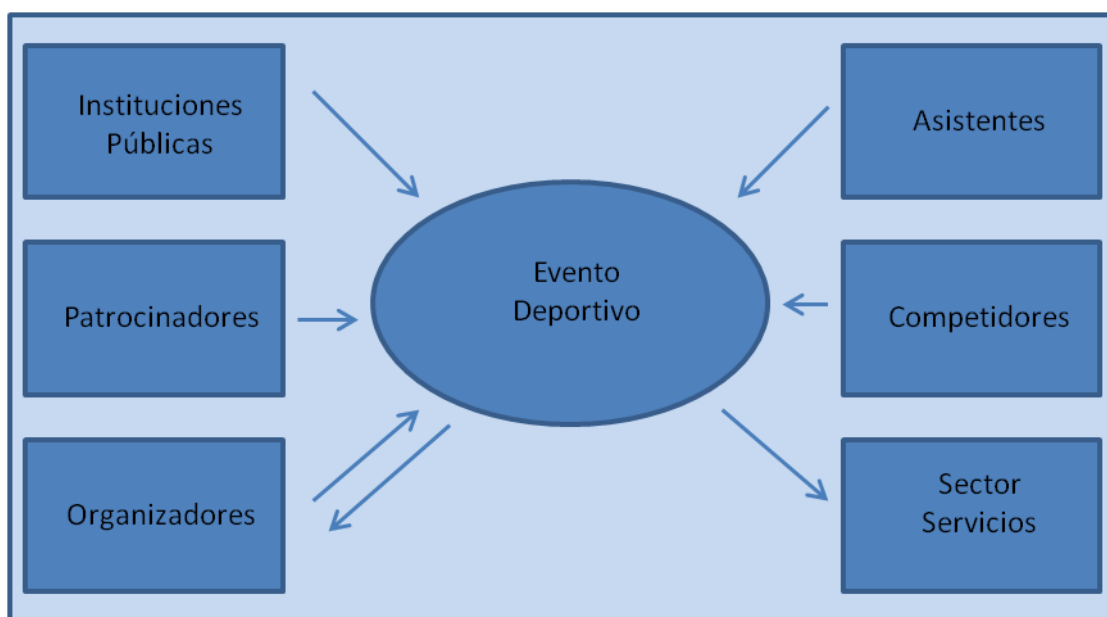 Instituciones
Públicas
Asistentes
Evento
Deportivo
Patrocinadores
Competidores
Organizadores
Sector
Servicios